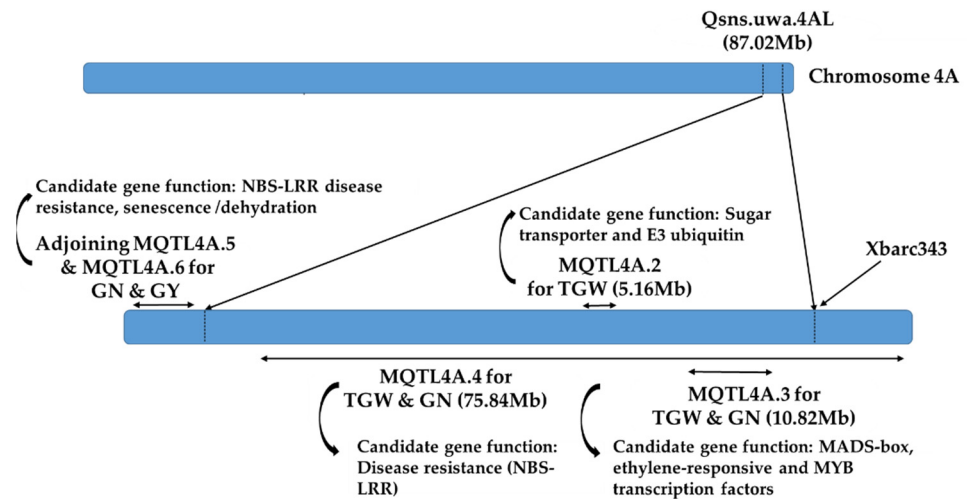 Qsns.uwa.4AL
(87.02Mb)
Chromosome 4A
Candidate gene function: NBS-LRR disease
resistance, senescence /dehydration
Adjoining MQTL4A.5
& MQTL4A.6 for
GN & GY
Candidate gene function: Sugar
transporter and E3 ubiquitin
MQTL4A.2
for TGW (5.16Mb)
Xbarc343
MQTL4A.4 for
TGW & GN (75.84Mb)
Candidate gene function:
Disease resistance (NBS-
LRR)
MQTL4A.3 for
TGW & GN (10.82Mb)
Candidate gene function: MADS-box,
ethylene-responsive and MYB
transcription factors